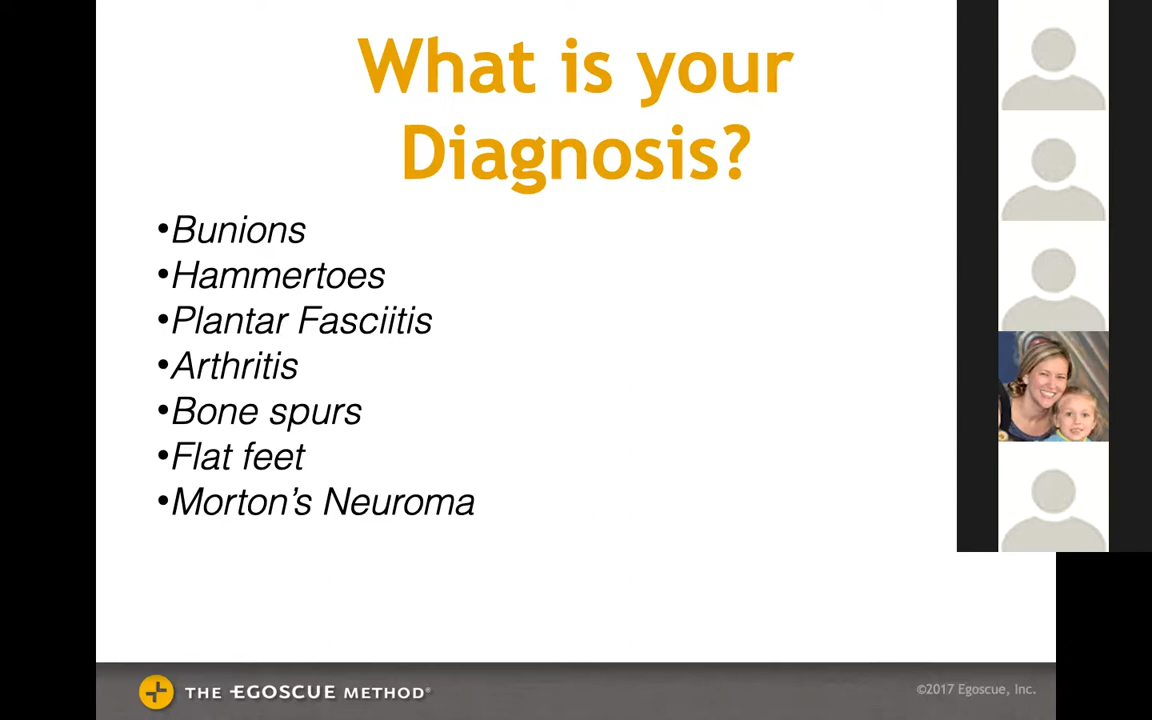 What is your
Diagnosis?
•Bunions
•Hammertoes
•Plantar Fasciitis
•Arthritis
•Bone spurs
•Flat feet
•Morton’s Neuroma
THE EGOSCUE METHOD®
©2017 Egoscue, Inc.